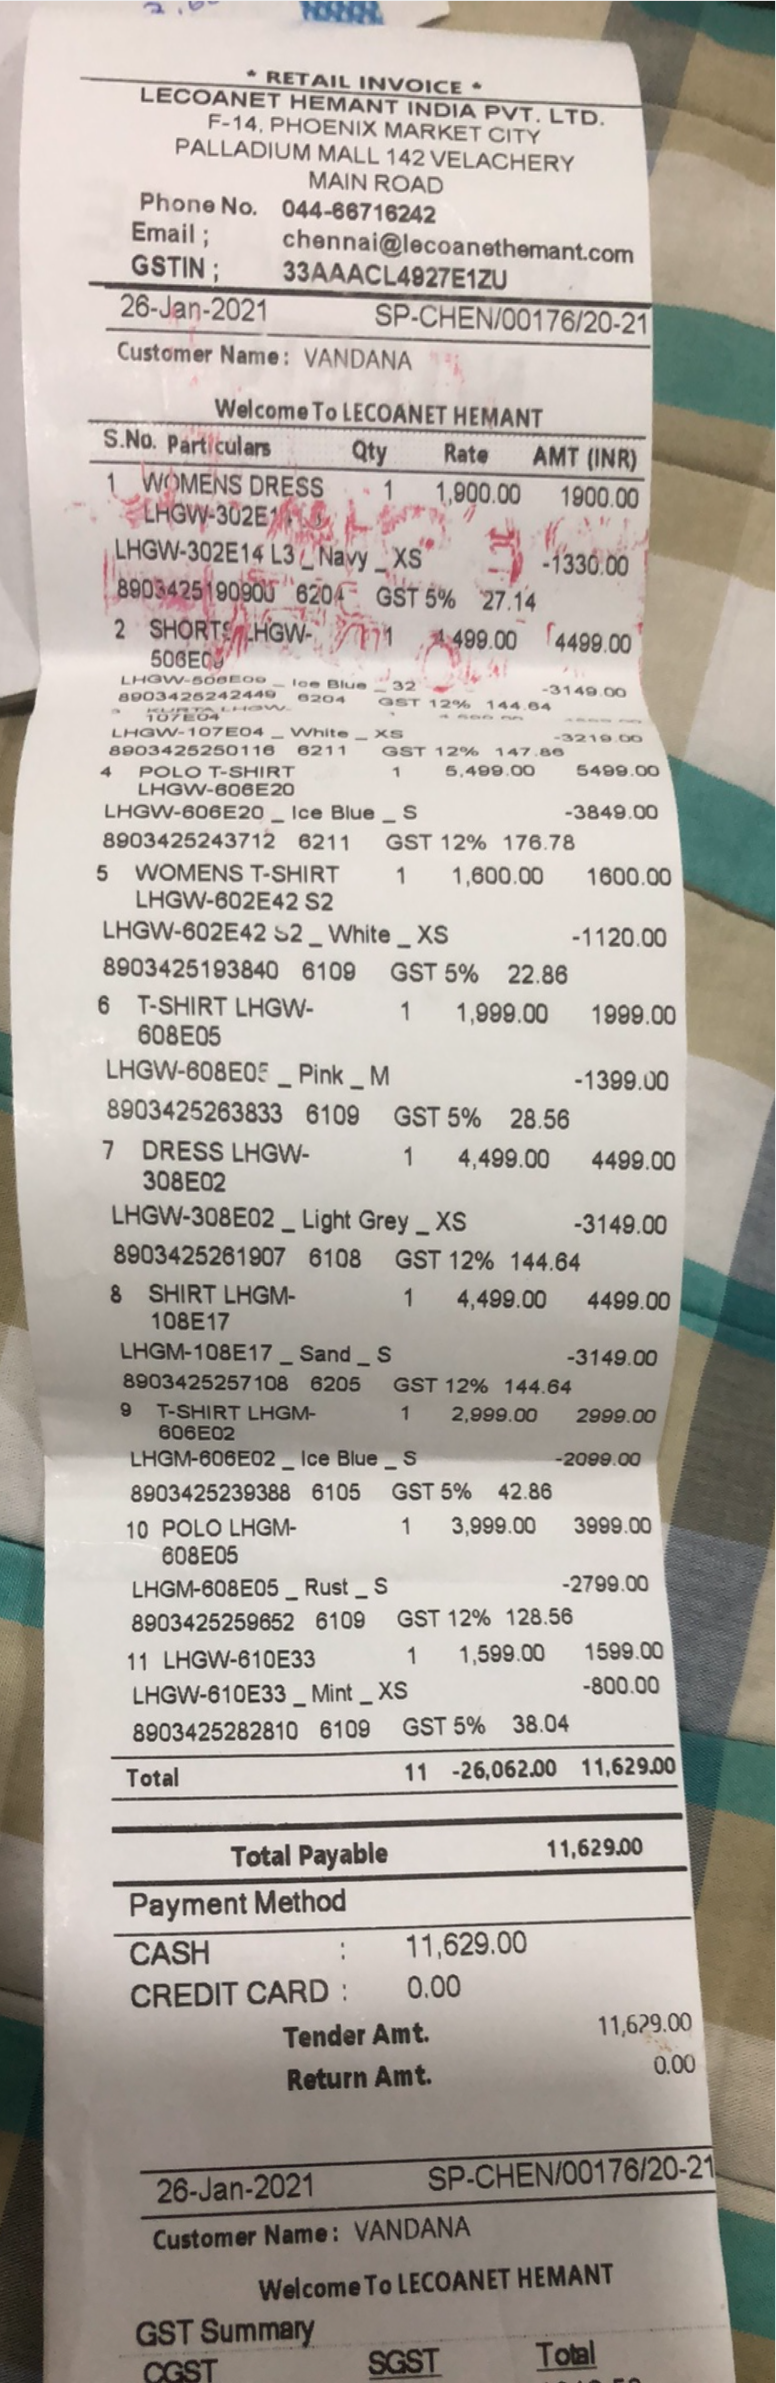 * RETAIL INVOICE *
LECOANET HEMANT INDIA PVT. LTD.
F-14, PHOENIX MARKET CITY
PALLADIUM MALL 142 VELACHERY
MAIN ROAD
Phone No. 044-66716242
Email ; chennai@lecoanethemant.com
GSTIN ; 33AAACL4927E1ZU
26-Jan-2021 SP-CHEN/00176/20-21
Customer Name : VANDANA
Welcome To LECOANET HEMANT
S.No. Particulars Qty Rate AMT (INR)
1 WOMENS DRESS 1 1,900.00 1900.00
LHGW-302E14
LHGW-302E14 L3 _ Navy _ XS -1330.00
8903425190900 6204 GST 5% 27.14
2 SHORTS LHGW- 1 4,499.00 4499.00
506E09
LHGW-506E09 _ Ice Blue _ 32 -3149.00
8903425242449 6204 GST 12% 144.64
3 KURTA LHGW-
107E04
LHGW-107E04 _ White _ XS -3219.00
8903425250116 6211 GST 12% 147.86
4 POLO T-SHIRT 1 5,499.00 5499.00
LHGW-606E20
LHGW-606E20 _ Ice Blue _ S -3849.00
8903425243712 6211 GST 12% 176.78
5 WOMENS T-SHIRT 1 1,600.00 1600.00
LHGW-602E42 S2
LHGW-602E42 S2 _ White _ XS -1120.00
8903425193840 6109 GST 5% 22.86
6 T-SHIRT LHGW- 1 1,999.00 1999.00
608E05
LHGW-608E05 _ Pink _ M -1399.00
8903425263833 6109 GST 5% 28.56
7 DRESS LHGW- 1 4,499.00 4499.00
308E02
LHGW-308E02 _ Light Grey _ XS -3149.00
8903425261907 6108 GST 12% 144.64
8 SHIRT LHGM- 1 4,499.00 4499.00
108E17
LHGM-108E17 _ Sand _ S -3149.00
8903425257108 6205 GST 12% 144.64
9 T-SHIRT LHGM- 1 2,999.00 2999.00
606E02
LHGM-606E02 _ Ice Blue _ S -2099.00
8903425239388 6105 GST 5% 42.86
10 POLO LHGM- 1 3,999.00 3999.00
608E05
LHGM-608E05 _ Rust _ S -2799.00
8903425259652 6109 GST 12% 128.56
11 LHGW-610E33 1 1,599.00 1599.00
LHGW-610E33 _ Mint _ XS -800.00
8903425282810 6109 GST 5% 38.04
Total 11 -26,062.00 11,629.00
Total Payable 11,629.00
Payment Method
CASH : 11,629.00
CREDIT CARD : 0.00
Tender Amt. 11,629.00
Return Amt. 0.00
26-Jan-2021 SP-CHEN/00176/20-21
Customer Name : VANDANA
Welcome To LECOANET HEMANT
GST Summary
CGST SGST Total